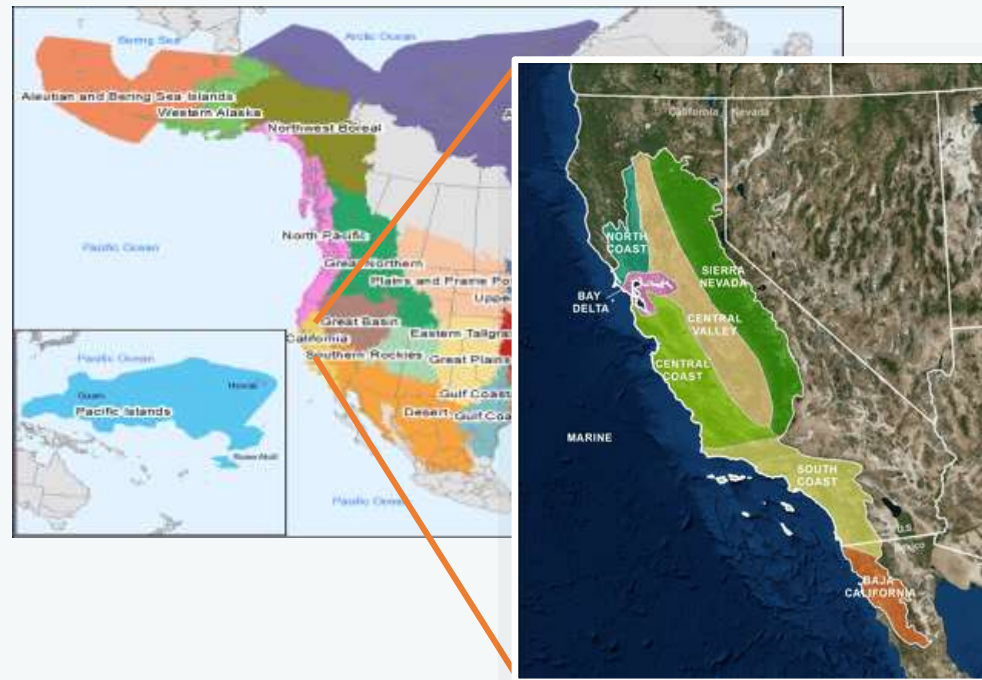 Bering Sea
Arctic Ocean
Aleutian and Bering Sea Islands
Western Alaska
Northwest Boreal
Pacific Ocean
North Pacific
Great Northern
Plains and Prairie Po
Uppe
Great Basin
California
Eastern Tallgra
Southern Rockies
Great Plains
Gulf Coast
Desert
Gulf Coa
Pacific Ocean
Pacific Ocean
Hawaii
Guam
Pacific Islands
California
Nevada
NORTH
COAST
SIERRA
NEVADA
BAY
DELTA
CENTRAL
VALLEY
CENTRAL
COAST
MARINE
SOUTH
COAST
U.S.
Mexico
BAJA
CALIFORNIA